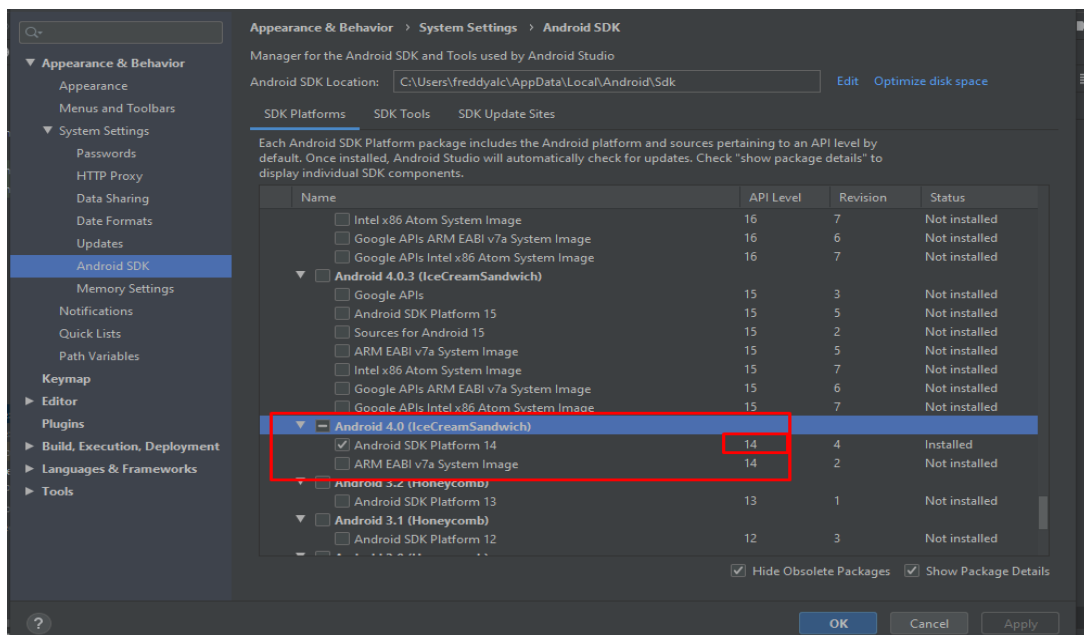 Appearance & Behavior
Appearance
Menus and Toolbars
System Settings
Passwords
HTTP Proxy
Data Sharing
Date Formats
Updates
Android SDK
Memory Settings
Notifications
Quick Lists
Path Variables
Keymap
Editor
Plugins
Build, Execution, Deployment
Languages & Frameworks
Tools
Appearance & Behavior > System Settings > Android SDK
Manager for the Android SDK and Tools used by Android Studio
Android SDK Location: C:\Users\freddyalc\AppData\Local\Android\Sdk Edit Optimize disk space
SDK Platforms SDK Tools SDK Update Sites
Each Android SDK Platform package includes the Android platform and sources pertaining to an API level by
default. Once installed, Android Studio will automatically check for updates. Check "show package details" to
display individual SDK components.
Name API Level Revision Status
Intel x86 Atom System Image 16 7 Not installed
Google APIs ARM EABI v7a System Image 16 6 Not installed
Google APIs Intel x86 Atom System Image 16 7 Not installed
Android 4.0.3 (IceCreamSandwich)
Google APIs 15 3 Not installed
Android SDK Platform 15 15 5 Not installed
Sources for Android 15 15 2 Not installed
ARM EABI v7a System Image 15 5 Not installed
Intel x86 Atom System Image 15 7 Not installed
Google APIs ARM EABI v7a System Image 15 6 Not installed
Google APIs Intel x86 Atom System Image 15 7 Not installed
Android 4.0 (IceCreamSandwich)
Android SDK Platform 14 14 4 Installed
ARM EABI v7a System Image 14 2 Not installed
Android 3.2 (Honeycomb)
Android SDK Platform 13 13 1 Not installed
Android 3.1 (Honeycomb)
Android SDK Platform 12 12 3 Not installed
Hide Obsolete Packages Show Package Details
? OK Cancel Apply